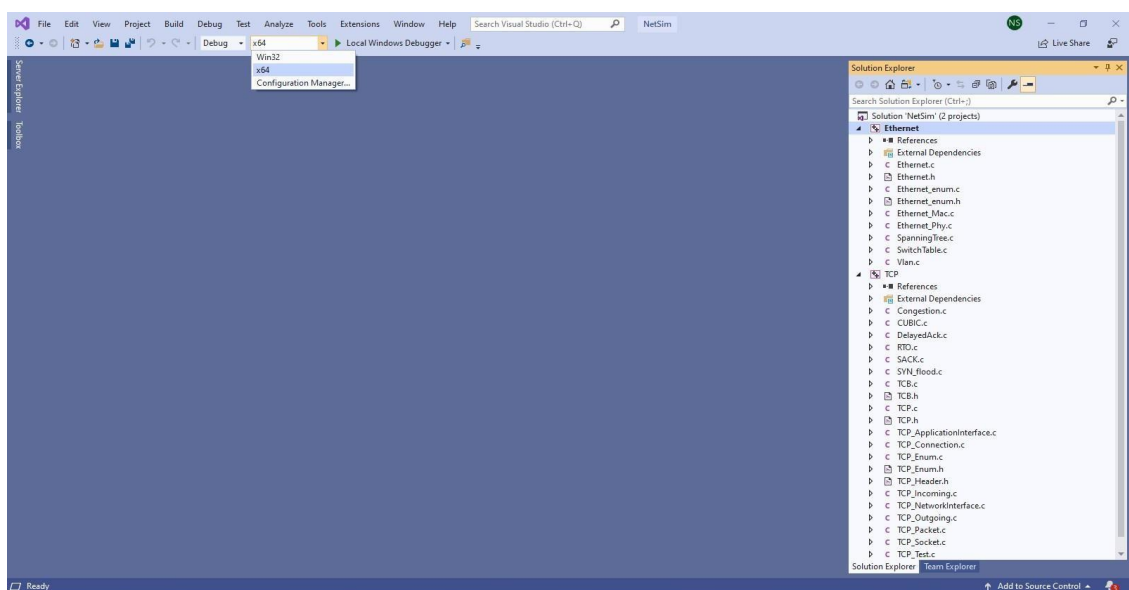 File Edit View Project Build Debug Test Analyze Tools Extensions Window Help Search Visual Studio (Ctrl+Q) NetSim NS
Debug x64 Local Windows Debugger Live Share
Win32
x64
Configuration Manager...
Server Explorer
Toolbox
Solution Explorer
Search Solution Explorer (Ctrl+;)
Solution 'NetSim' (2 projects)
Ethernet
References
External Dependencies
Ethernet.c
Ethernet.h
Ethernet_enum.c
Ethernet_enum.h
Ethernet_Mac.c
Ethernet_Phy.c
SpanningTree.c
SwitchTable.c
Vlan.c
TCP
References
External Dependencies
Congestion.c
CUBIC.c
DelayedAck.c
RTO.c
SACK.c
SYN_flood.c
TCB.c
TCB.h
TCP.c
TCP.h
TCP_ApplicationInterface.c
TCP_Connection.c
TCP_Enum.c
TCP_Enum.h
TCP_Header.h
TCP_Incoming.c
TCP_NetworkInterface.c
TCP_Outgoing.c
TCP_Packet.c
TCP_Socket.c
TCP_Test.c
Solution Explorer Team Explorer
Ready Add to Source Control